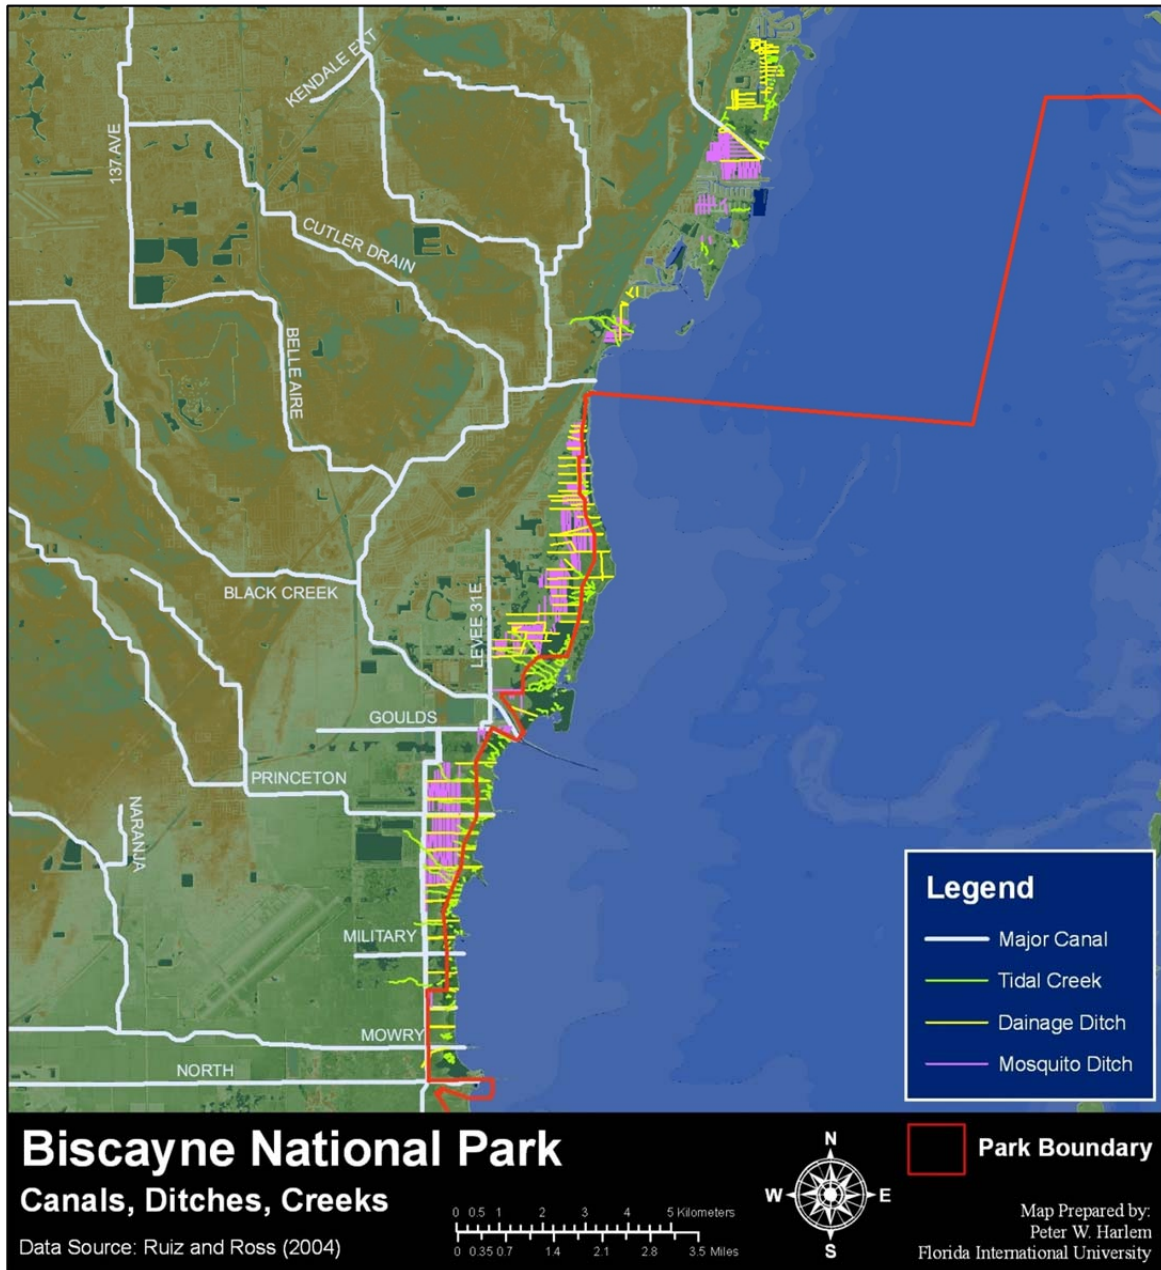 KENDALE EXT
137 AVE
CUTLER DRAIN
BELLE AIRE
BLACK CREEK
LEVEE 31E
GOULDS
PRINCETON
NARANJA
MILITARY
MOWRY
NORTH
Legend
Major Canal
Tidal Creek
Dainage Ditch
Mosquito Ditch
Biscayne National Park
Canals, Ditches, Creeks
Data Source: Ruiz and Ross (2004)
0 0.5 1 2 3 4 5 Kilometers
0 0.35 0.7 1.4 2.1 2.8 3.5 Miles
N
W E
S
Park Boundary
Map Prepared by:
Peter W. Harlem
Florida International University